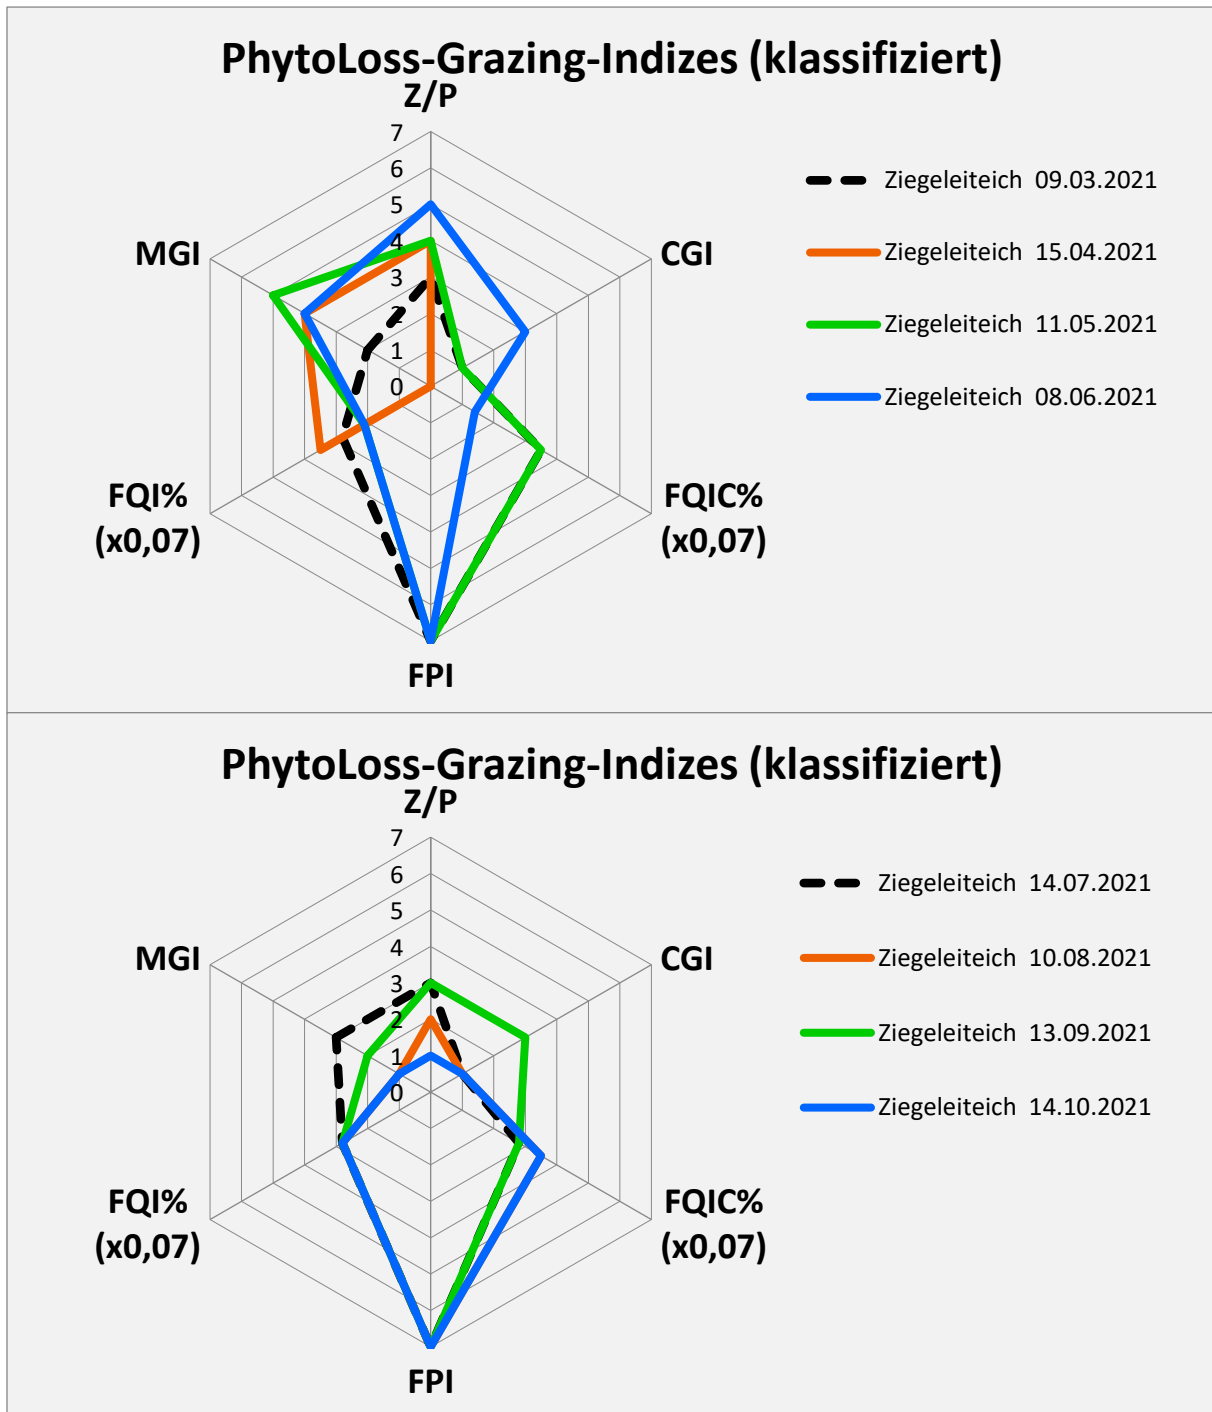 PhytoLoss-Grazing-Indizes (klassifiziert)
Z/P
7
6
5
4
3
2
1
0
MGI
CGI
FQI%
(x0,07)
FQIC%
(x0,07)
FPI
Ziegeleiteich 09.03.2021
Ziegeleiteich 15.04.2021
Ziegeleiteich 11.05.2021
Ziegeleiteich 08.06.2021
PhytoLoss-Grazing-Indizes (klassifiziert)
Z/P
7
6
5
4
3
2
1
0
MGI
CGI
FQI%
(x0,07)
FQIC%
(x0,07)
FPI
Ziegeleiteich 14.07.2021
Ziegeleiteich 10.08.2021
Ziegeleiteich 13.09.2021
Ziegeleiteich 14.10.2021